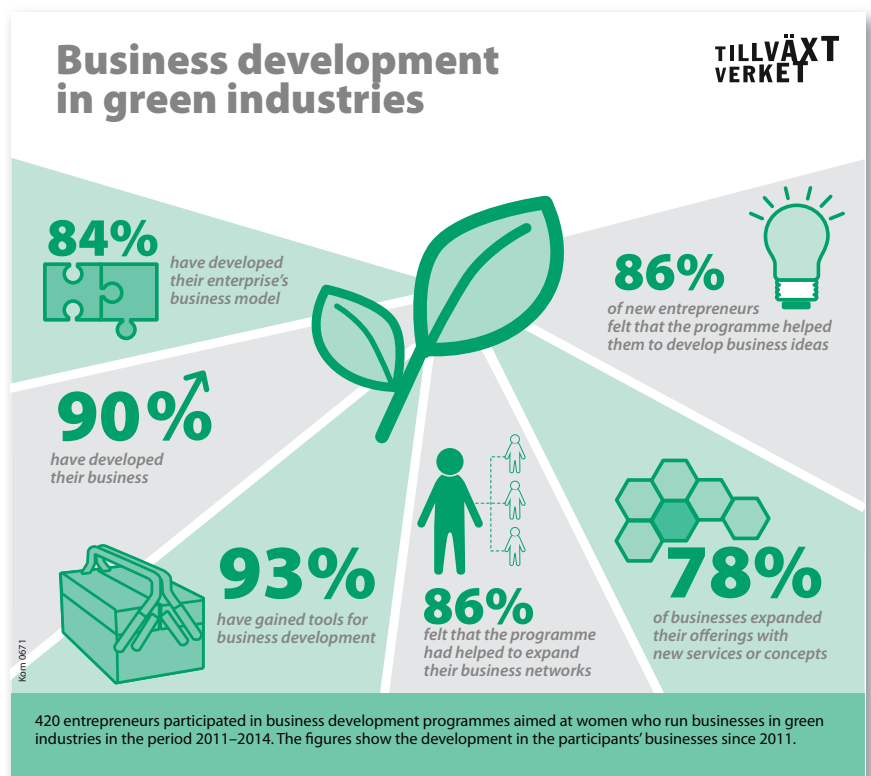 Business development
in green industries
TILLVÄXT
VERKET
84%
have developed
their enterprise's
business model
86%
of new entrepreneurs
felt that the programme helped
them to develop business ideas
90%
have developed
their business
93%
have gained tools for
business development
86%
felt that the programme
had helped to expand
their business networks
78%
of businesses expanded
their offerings with
new services or concepts
Kom 0671
420 entrepreneurs participated in business development programmes aimed at women who run businesses in green
industries in the period 2011–2014. The figures show the development in the participants' businesses since 2011.